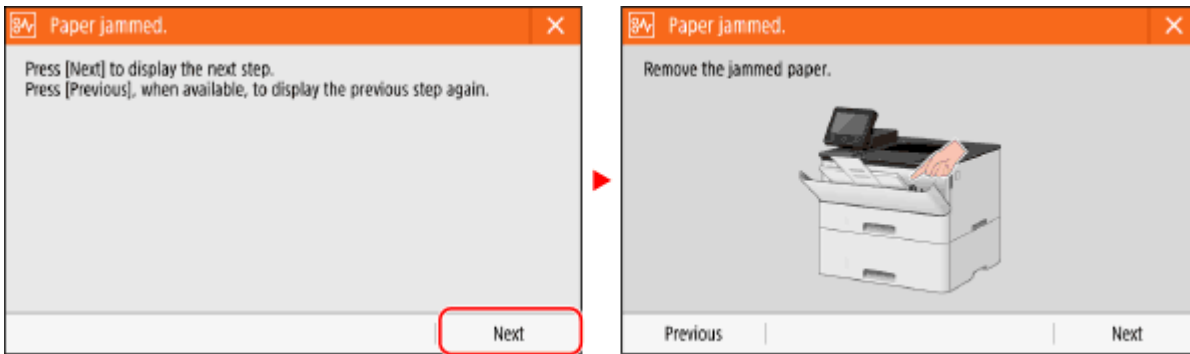 Paper jammed.
Press [Next] to display the next step.
Press [Previous], when available, to display the previous step again.
Next
Paper jammed.
Remove the jammed paper.
Previous
Next